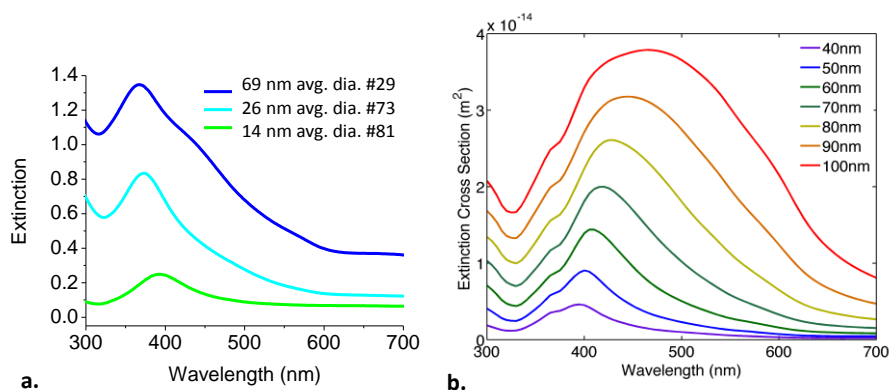 1.4
1.2
1.0
0.8
0.6
0.4
0.2
0.0
Extinction
69 nm avg. dia. #29
26 nm avg. dia. #73
14 nm avg. dia. #81
300 400 500 600 700
Wavelength (nm)
a.
4 x 10⁻¹⁴
3
2
1
0
Extinction Cross Section (m²)
40nm
50nm
60nm
70nm
80nm
90nm
100nm
300 400 500 600 700
Wavelength (nm)
b.